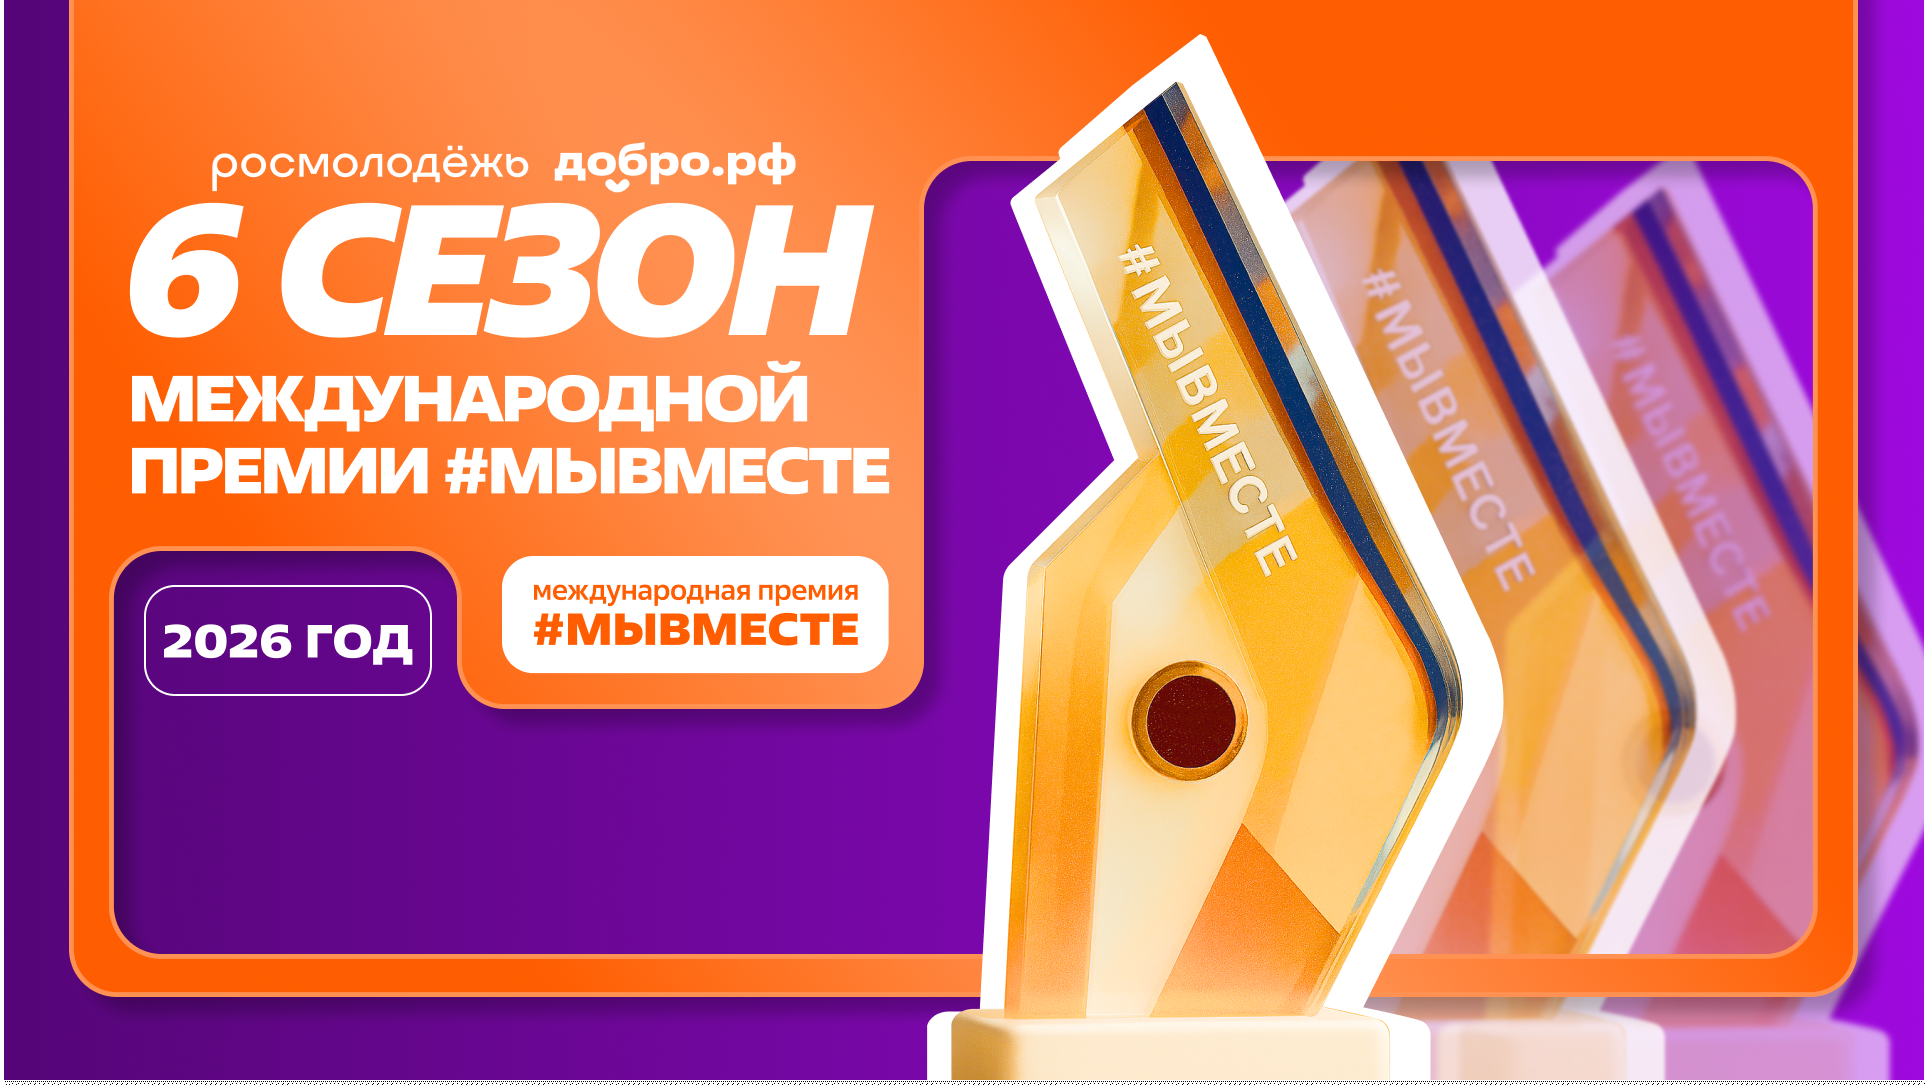 росмолодёжь добро.рф
6 СЕЗОН
МЕЖДУНАРОДНОЙ
ПРЕМИИ #МЫВМЕСТЕ
2026 ГОД
международная премия
#МЫВМЕСТЕ
#МЫВМЕСТЕ
#МЫВМЕСТЕ
#МЫВМЕСТЕ